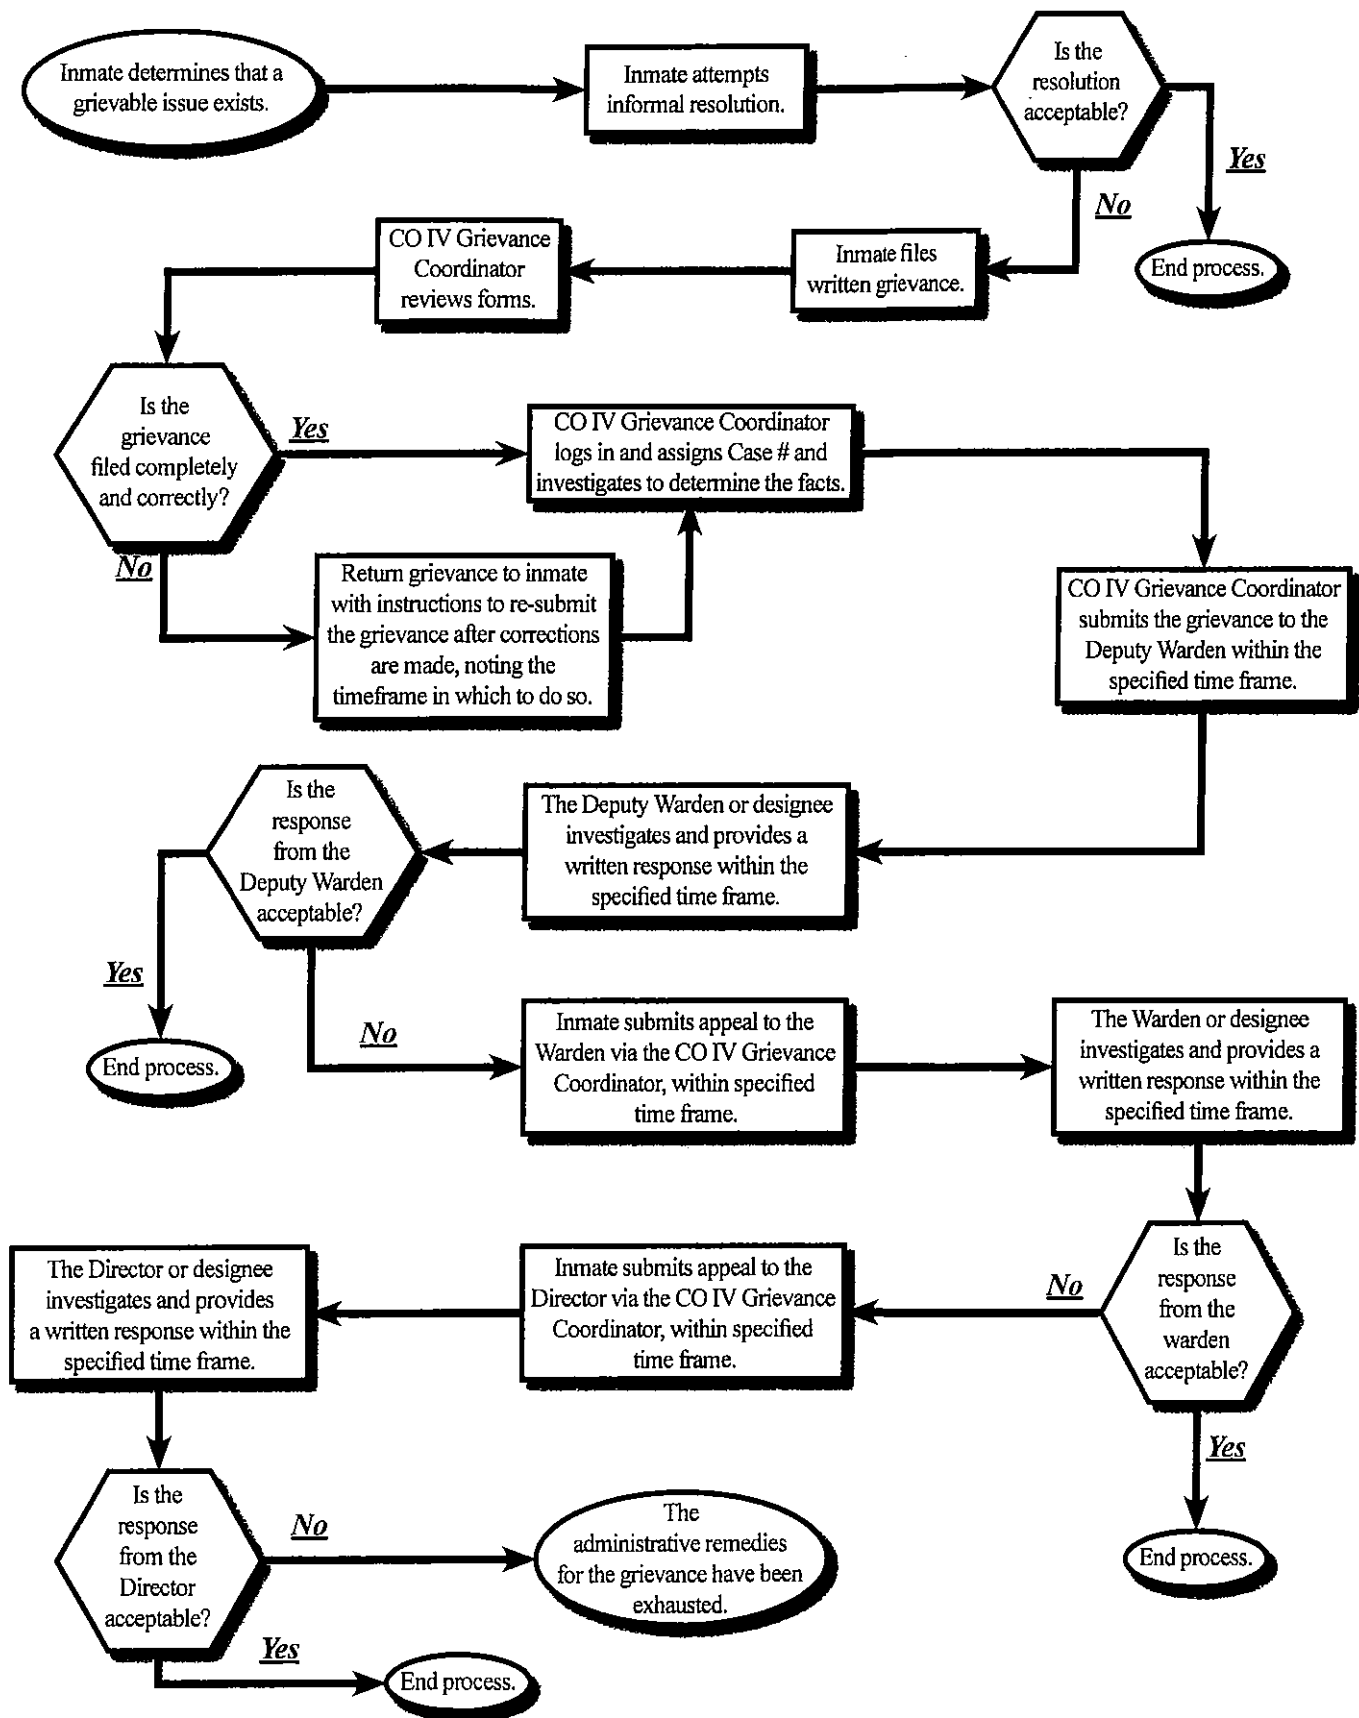 Inmate determines that a
grievable issue exists.
Inmate attempts
informal resolution.
Is the
resolution
acceptable?
Yes
No
End process.
Inmate files
written grievance.
CO IV Grievance
Coordinator
reviews forms.
Is the
grievance
filed completely
and correctly?
Yes
No
CO IV Grievance Coordinator
logs in and assigns Case # and
investigates to determine the facts.
Return grievance to inmate
with instructions to re-submit
the grievance after corrections
are made, noting the
timeframe in which to do so.
CO IV Grievance Coordinator
submits the grievance to the
Deputy Warden within the
specified time frame.
The Deputy Warden or designee
investigates and provides a
written response within the
specified time frame.
Is the
response
from the
Deputy Warden
acceptable?
Yes
End process.
No
Inmate submits appeal to the
Warden via the CO IV Grievance
Coordinator, within specified
time frame.
The Warden or designee
investigates and provides a
written response within the
specified time frame.
Is the
response
from the
warden
acceptable?
No
Yes
End process.
Inmate submits appeal to the
Director via the CO IV Grievance
Coordinator, within specified
time frame.
The Director or designee
investigates and provides
a written response within the
specified time frame.
Is the
response
from the
Director
acceptable?
No
The
administrative remedies
for the grievance have been
exhausted.
Yes
End process.